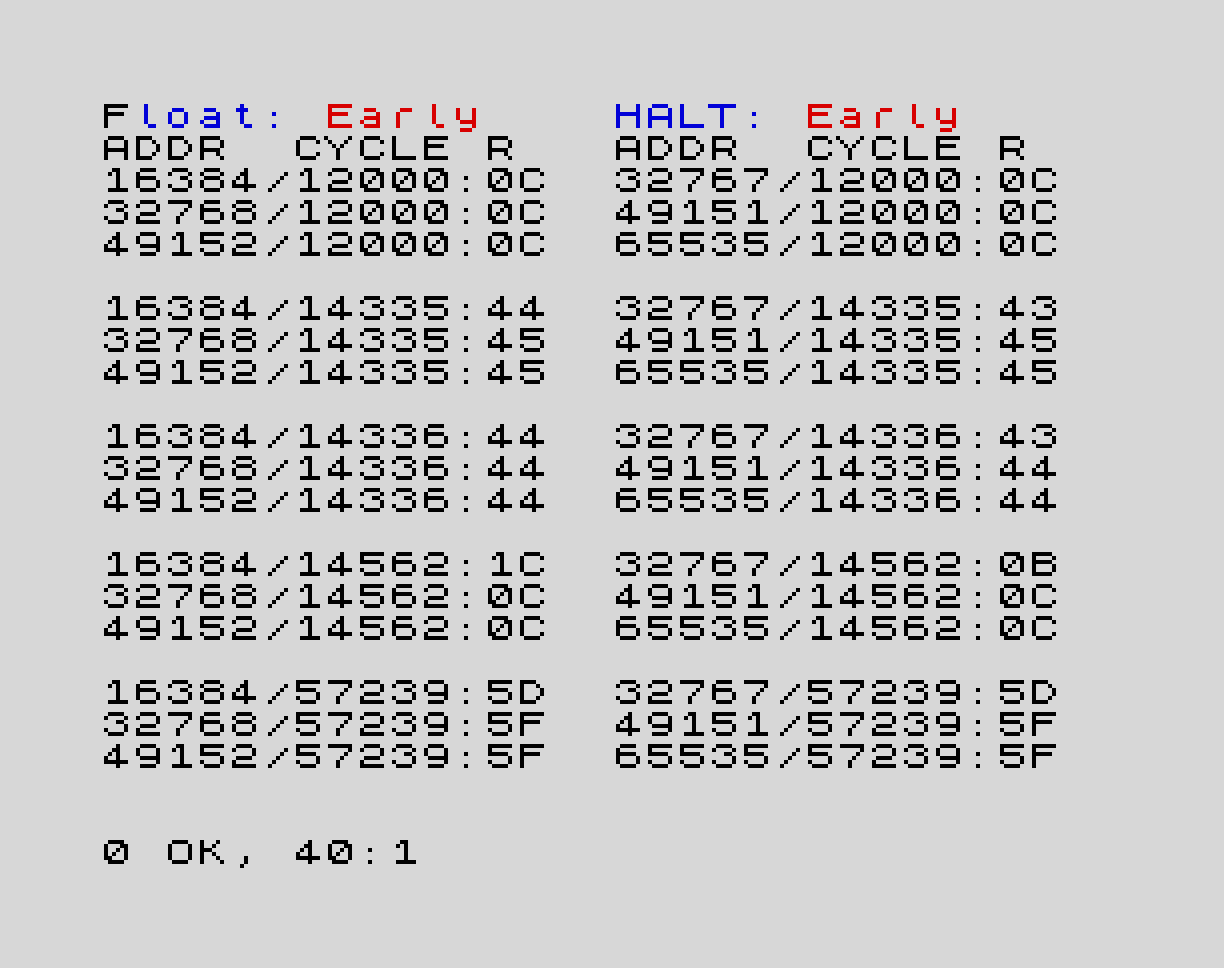 Float: Early    HALT: Early
ADDR  CYCLE R   ADDR  CYCLE R
16384/12000:0C  32767/12000:0C
32768/12000:0C  49151/12000:0C
49152/12000:0C  65535/12000:0C
16384/14335:44  32767/14335:43
32768/14335:45  49151/14335:45
49152/14335:45  65535/14335:45
16384/14336:44  32767/14336:43
32768/14336:44  49151/14336:44
49152/14336:44  65535/14336:44
16384/14562:1C  32767/14562:0B
32768/14562:0C  49151/14562:0C
49152/14562:0C  65535/14562:0C
16384/57239:5D  32767/57239:5D
32768/57239:5F  49151/57239:5F
49152/57239:5F  65535/57239:5F
0 OK, 40:1